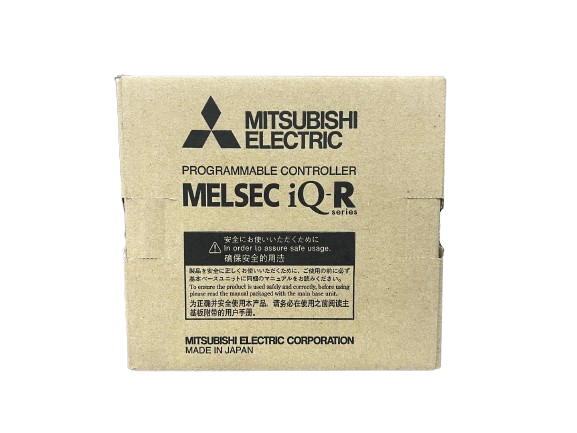 MITSUBISHI
ELECTRIC
PROGRAMMABLE CONTROLLER
MELSEC iQ-R
series
安全にお使いいただくために
In order to assure safe usage.
确保安全的用法
製品を安全に正しくお使いいただくために、ご使用の前に必ず
基本ベースユニットに同梱のマニュアルをお読みください。
To ensure the product is used safely and correctly, before using
please read the manual packaged with the main base unit.
为正确并安全使用本产品，请务必在使用之前阅读主
基板附带的用户手册。
MITSUBISHI ELECTRIC CORPORATION
MADE IN JAPAN